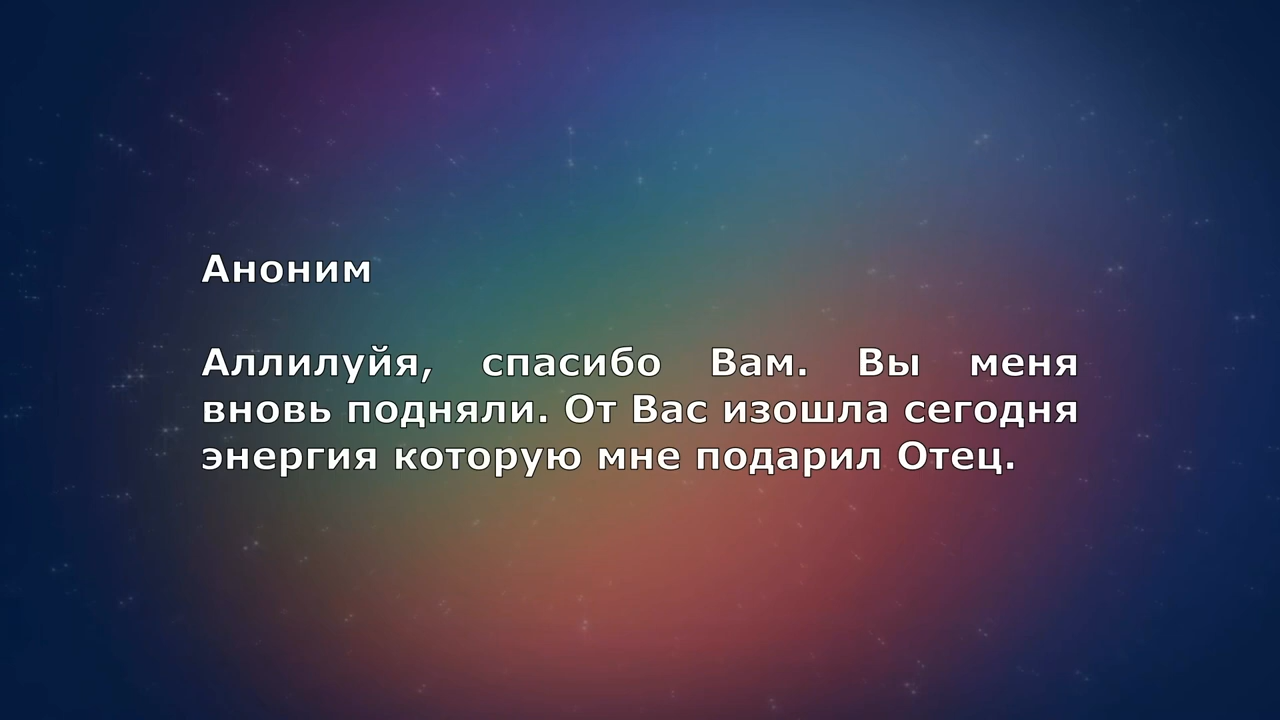 Аноним
Аллилуйя, спасибо Вам. Вы меня
вновь подняли. От Вас изошла сегодня
энергия которую мне подарил Отец.